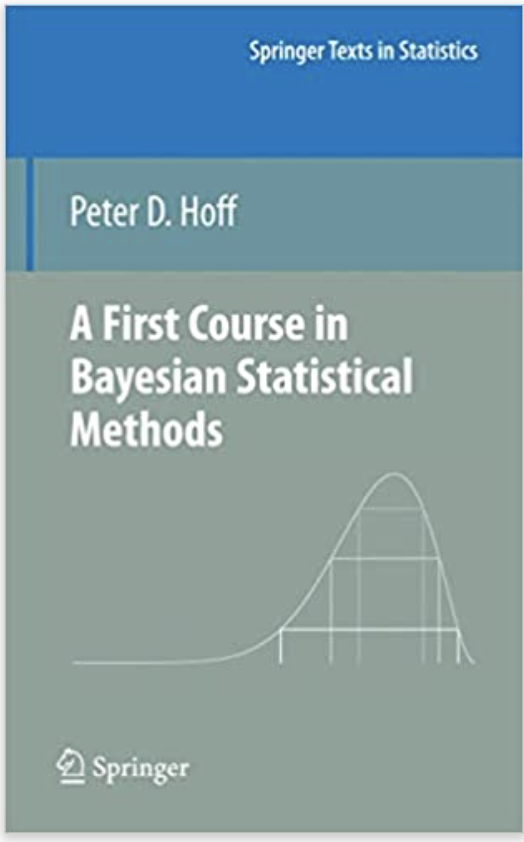 Springer Texts in Statistics
Peter D. Hoff
A First Course in
Bayesian Statistical
Methods
Springer